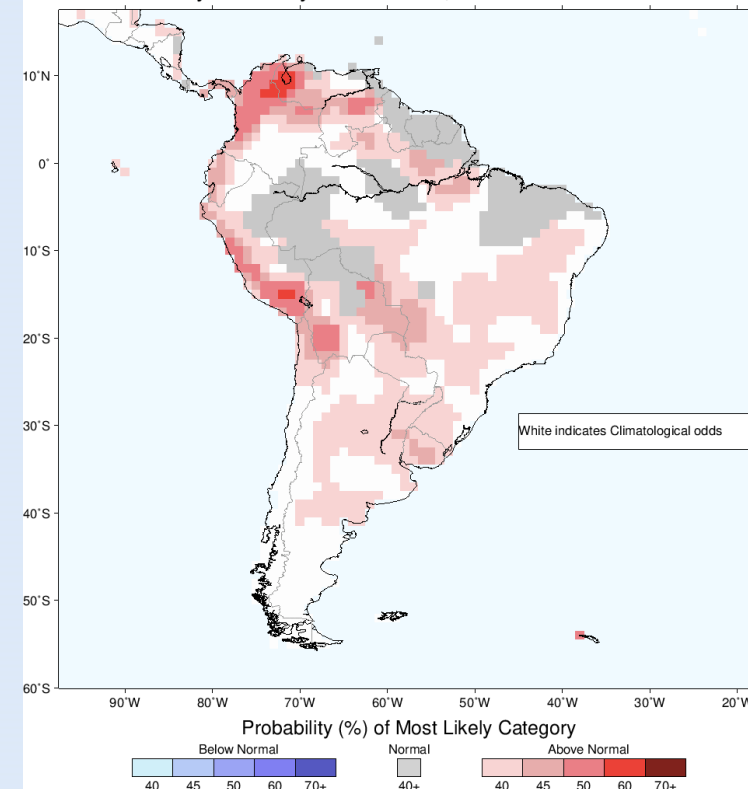 10˚N
0˚
10˚S
20˚S
30˚S
40˚S
50˚S
60˚S
White indicates Climatological odds
90˚W 80˚W 70˚W 60˚W 50˚W 40˚W 30˚W 20˚W
Probability (%) of Most Likely Category
Below Normal Normal Above Normal
40 45 50 60 70+ 40+ 40 45 50 60 70+